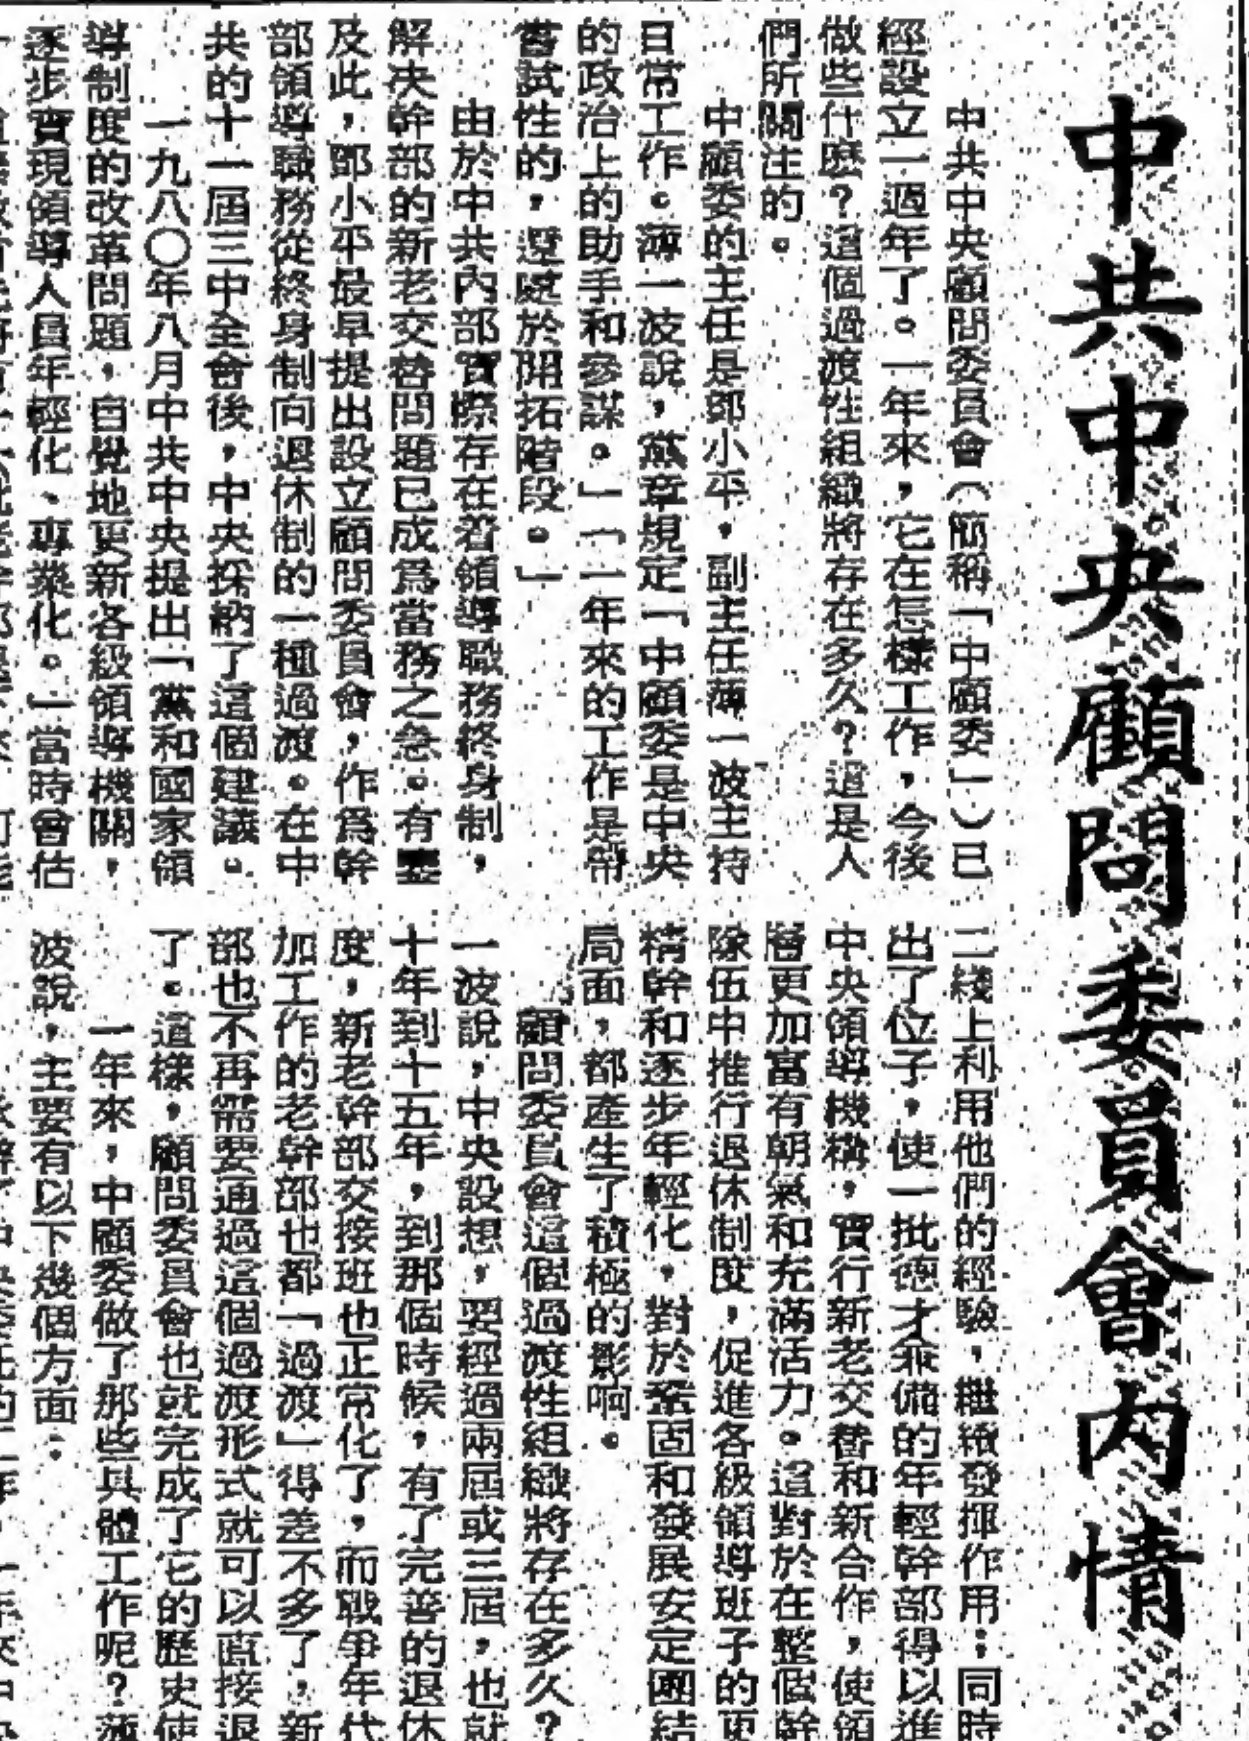 中共中央顧問委員會內情
中共中央顧問委員會（簡稱「中顧委」）已
經設立一週年了。一年來，它在怎樣工作，今後
做些什麽？這個過渡性組織將存在多久？這是人
們所關注的。
中顧委的主任是鄧小平，副主任薄一波主持
日常工作。薄一波說，黨章規定「中顧委是中央
的政治上的助手和參謀。」「一年來的工作是帶
嘗試性的，還處於開拓階段。」
由於中共內部實際存在着領導職務終身制，
解決幹部的新老交替問題已成爲當務之急。有鑒
及此，鄧小平最早提出設立顧問委員會，作爲幹
部領導職務從終身制向退休制的一種過渡。在中
共的十一屆三中全會後，中央採納了這個建議。
一九八〇年八月中共中央提出「黨和國家領
導制度的改革問題，自覺地更新各級領導機關，
逐步實現領導人員年輕化、專業化。」當時曾估
二綫上利用他們的經驗，繼續發揮作用；同時
出了位子，使一批德才兼備的年輕幹部得以進
中央領導機構，實行新老交替和新合作，使領
層更加富有朝氣和充滿活力。這對於在整個幹
隊伍中推行退休制度，促進各級領導班子的更
精幹和逐步年輕化，對於鞏固和發展安定團結
局面，都產生了積極的影响。
顧問委員會這個過渡性組織將存在多久？
一波說，中央設想，要經過兩屆或三屆，也就
十年到十五年，到那個時候，有了完善的退休
度，新老幹部交接班也正常化了，而戰爭年代
加工作的老幹部也都「過渡」得差不多了，新
部也不再需要通過這個過渡形式就可以直接退
了。這樣，顧問委員會也就完成了它的歷史使
一年來，中顧委做了那些具體工作呢？薄
波說，主要有以下幾個方面：